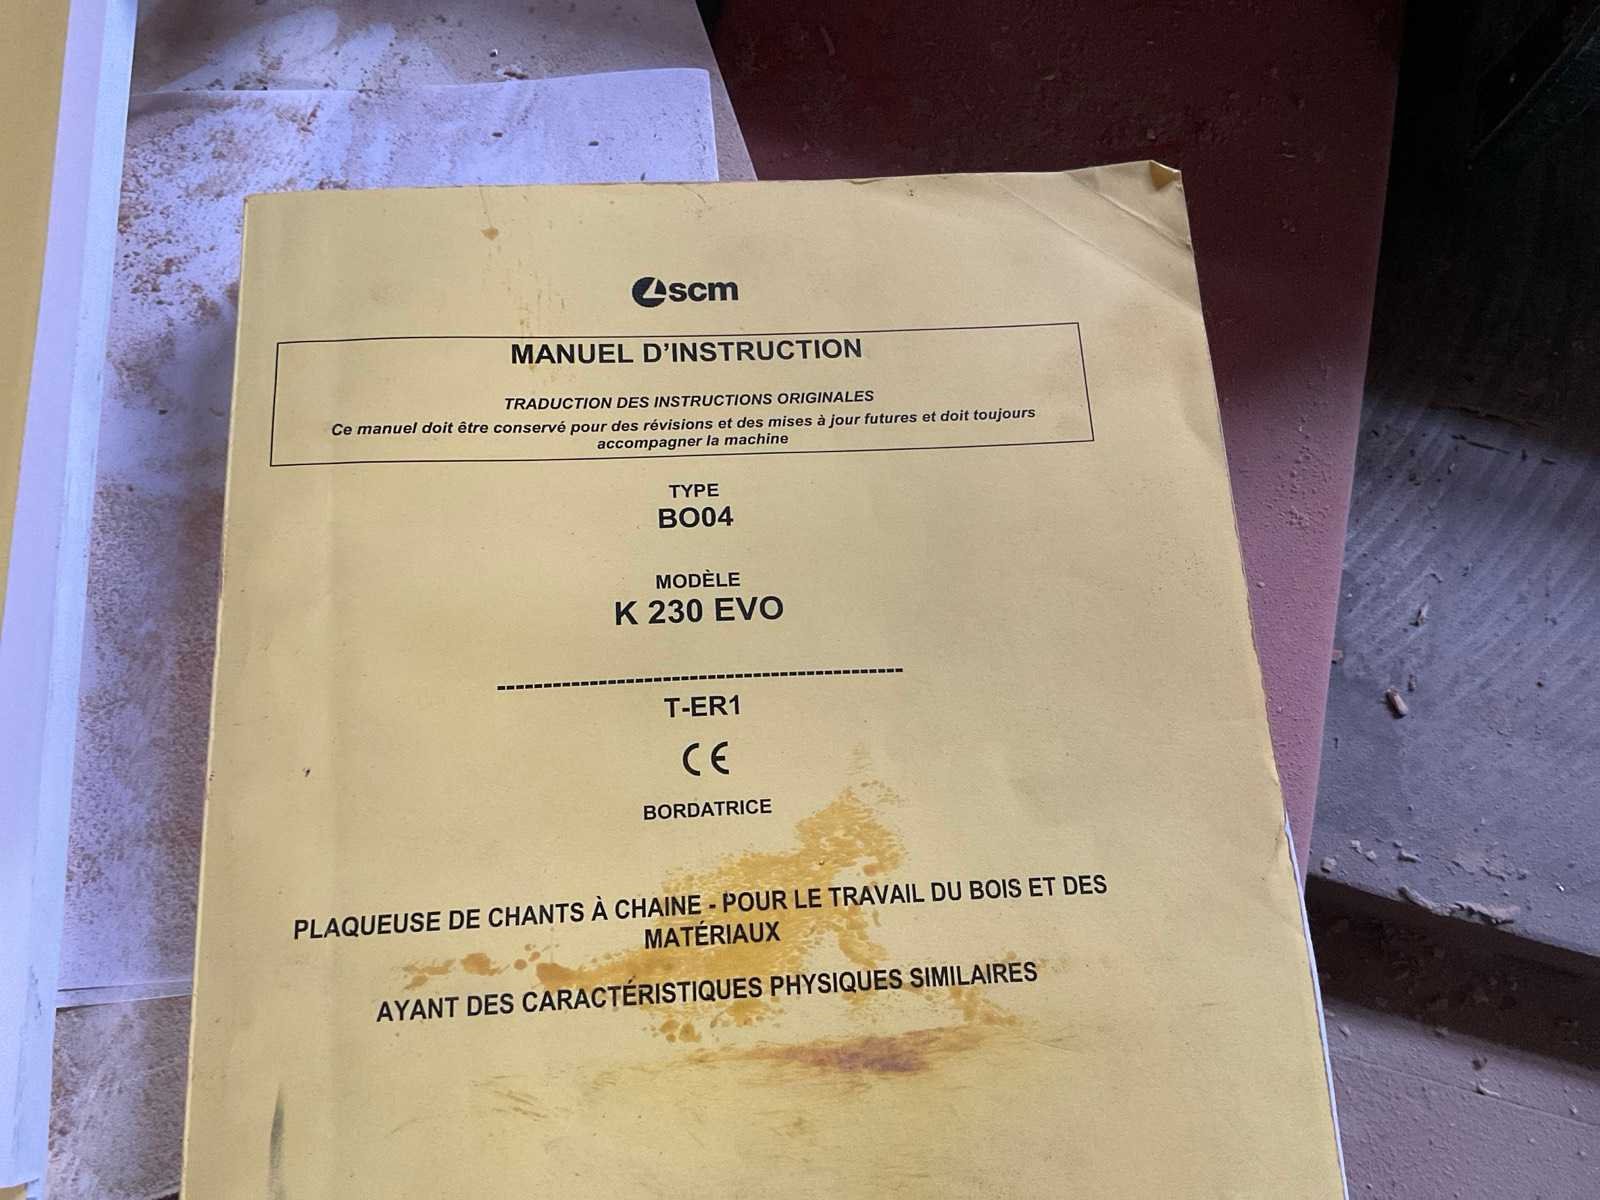 scm
MANUEL D'INSTRUCTION
TRADUCTION DES INSTRUCTIONS ORIGINALES
Ce manuel doit être conservé pour des révisions et des mises à jour futures et doit toujours
accompagner la machine
TYPE
BO04
MODÈLE
K 230 EVO
---------------------------------------------
T-ER1
CE
BORDATRICE
PLAQUEUSE DE CHANTS À CHAINE - POUR LE TRAVAIL DU BOIS ET DES
MATÉRIAUX
AYANT DES CARACTÉRISTIQUES PHYSIQUES SIMILAIRES